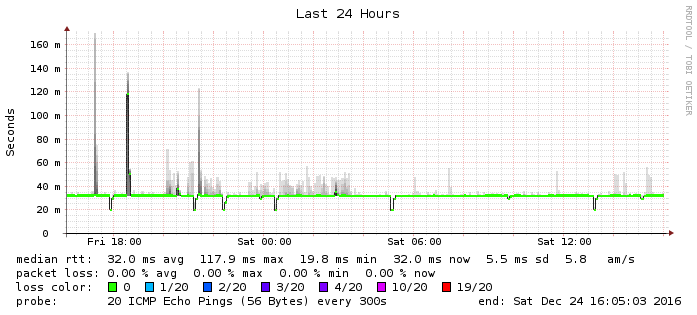 Last 24 Hours
RRDTOOL / TOBI OETIKER
Seconds
160 m
140 m
120 m
100 m
80 m
60 m
40 m
20 m
0
Fri 18:00 Sat 00:00 Sat 06:00 Sat 12:00
median rtt: 32.0 ms avg 117.9 ms max 19.8 ms min 32.0 ms now 5.5 ms sd 5.8 am/s
packet loss: 0.00 % avg 0.00 % max 0.00 % min 0.00 % now
loss color: 0 1/20 2/20 3/20 4/20 10/20 19/20
probe: 20 ICMP Echo Pings (56 Bytes) every 300s end: Sat Dec 24 16:05:03 2016